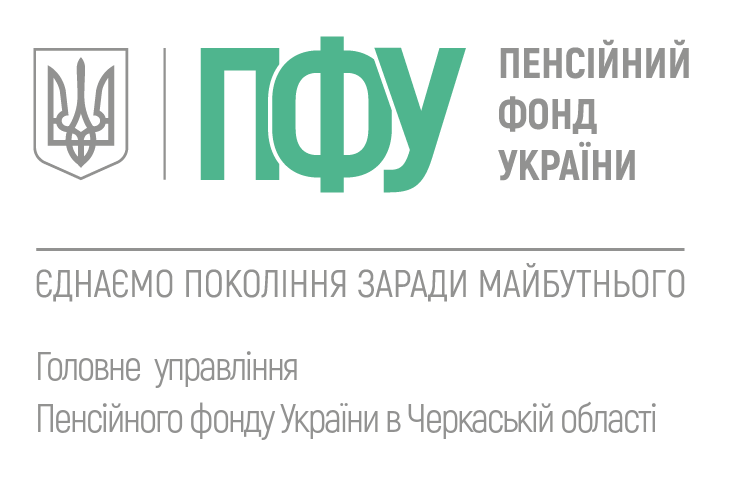 ПФУ
ПЕНСІЙНИЙ
ФОНД
УКРАЇНИ
ЄДНАЄМО ПОКОЛІННЯ ЗАРАДИ МАЙБУТНЬОГО
Головне управління
Пенсійного фонду України в Черкаській області